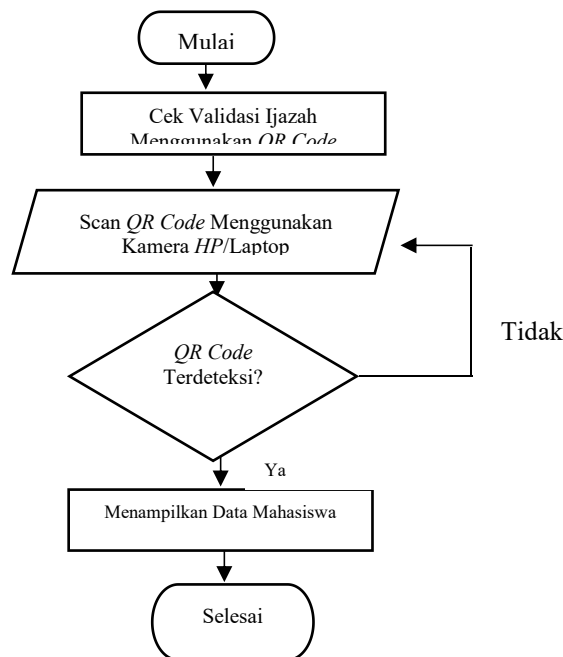 Mulai
Cek Validasi Ijazah
Menggunakan QR Code
Scan QR Code Menggunakan
Kamera HP/Laptop
Tidak
QR Code
Terdeteksi?
Ya
Menampilkan Data Mahasiswa
Selesai